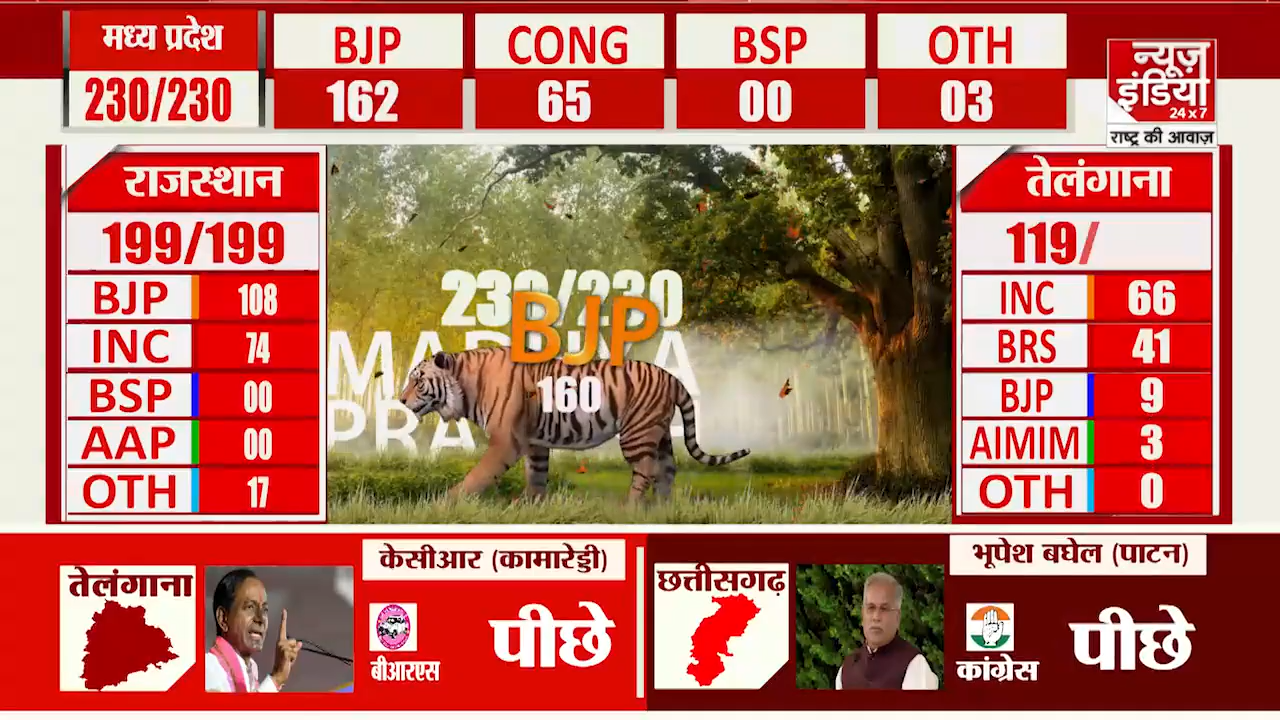 मध्य प्रदेश
230/230
BJP
162
CONG
65
BSP
00
OTH
03
न्यूज़
इंडिया
24x7
राष्ट्र की आवाज़
राजस्थान
199/199
BJP 108
INC 74
BSP 00
AAP 00
OTH 17
230/230
BJP
160
तेलंगाना
119/
INC 66
BRS 41
BJP 9
AIMIM 3
OTH 0
तेलंगाना
केसीआर (कामारेड्डी)
बीआरएस
पीछे
छत्तीसगढ़
भूपेश बघेल (पाटन)
कांग्रेस
पीछे